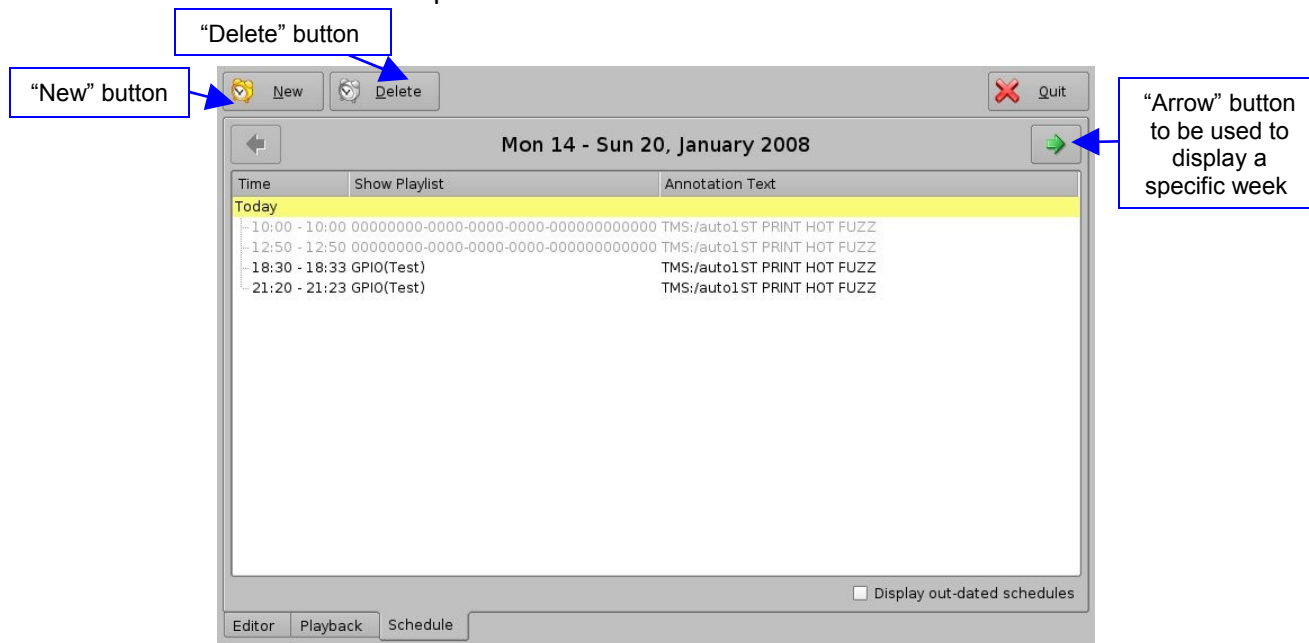 “Delete” button
“New” button
New
Delete
Quit
“Arrow” button
to be used to
display a
specific week
Mon 14 - Sun 20, January 2008
Time Show Playlist Annotation Text
Today
10:00 - 10:00 00000000-0000-0000-0000-000000000000 TMS:/auto1ST PRINT HOT FUZZ
12:50 - 12:50 00000000-0000-0000-0000-000000000000 TMS:/auto1ST PRINT HOT FUZZ
18:30 - 18:33 GPIO(Test) TMS:/auto1ST PRINT HOT FUZZ
21:20 - 21:23 GPIO(Test) TMS:/auto1ST PRINT HOT FUZZ
Display out-dated schedules
Editor Playback Schedule